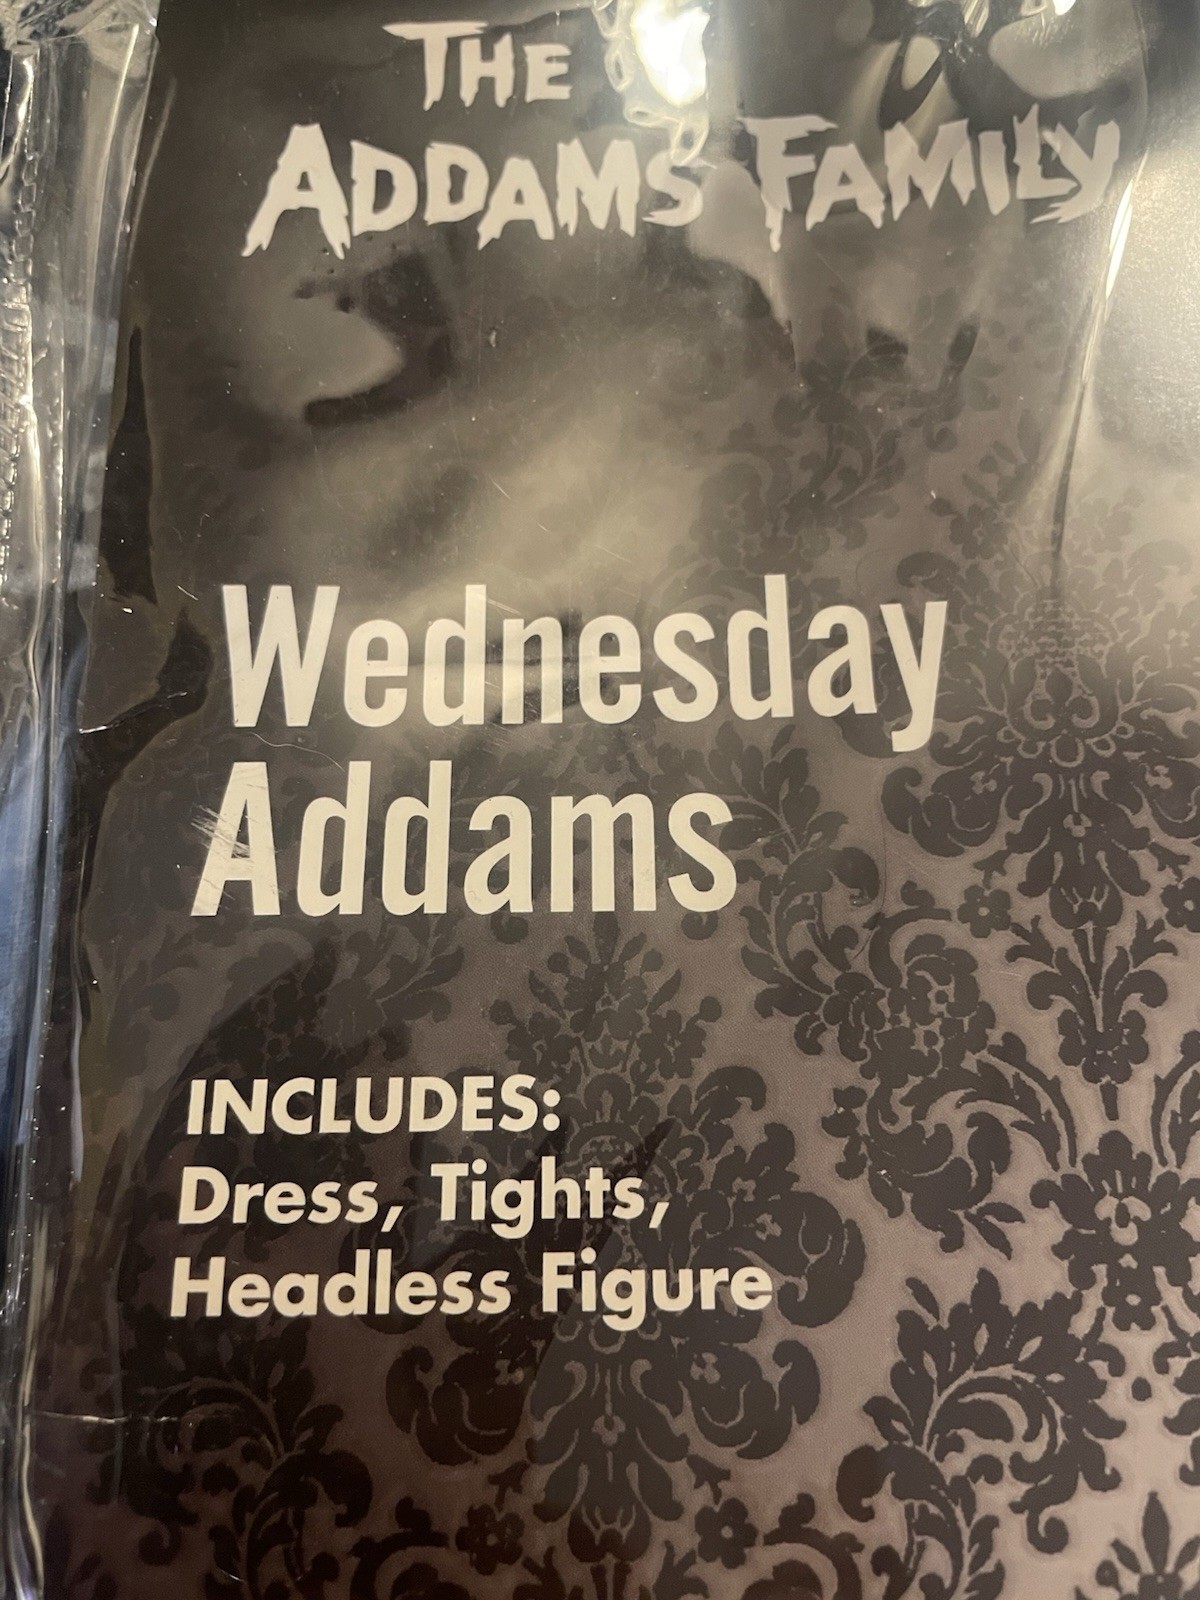 THE
ADDAMS FAMILY
Wednesday
Addams
INCLUDES:
Dress, Tights,
Headless Figure